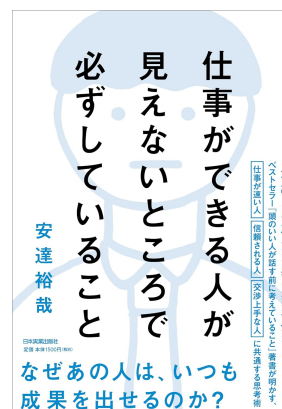 仕事ができる人が
見えないところで
必ずしていること
安達裕哉
ベストセラー『頭のいい人が話す前に考えていること』著者が明かす、
仕事が速い人 信頼される人 交渉上手な人 に共通する思考術
日本実業出版社
定価 本体1500円(税別)
なぜあの人は、いつも
成果を出せるのか?